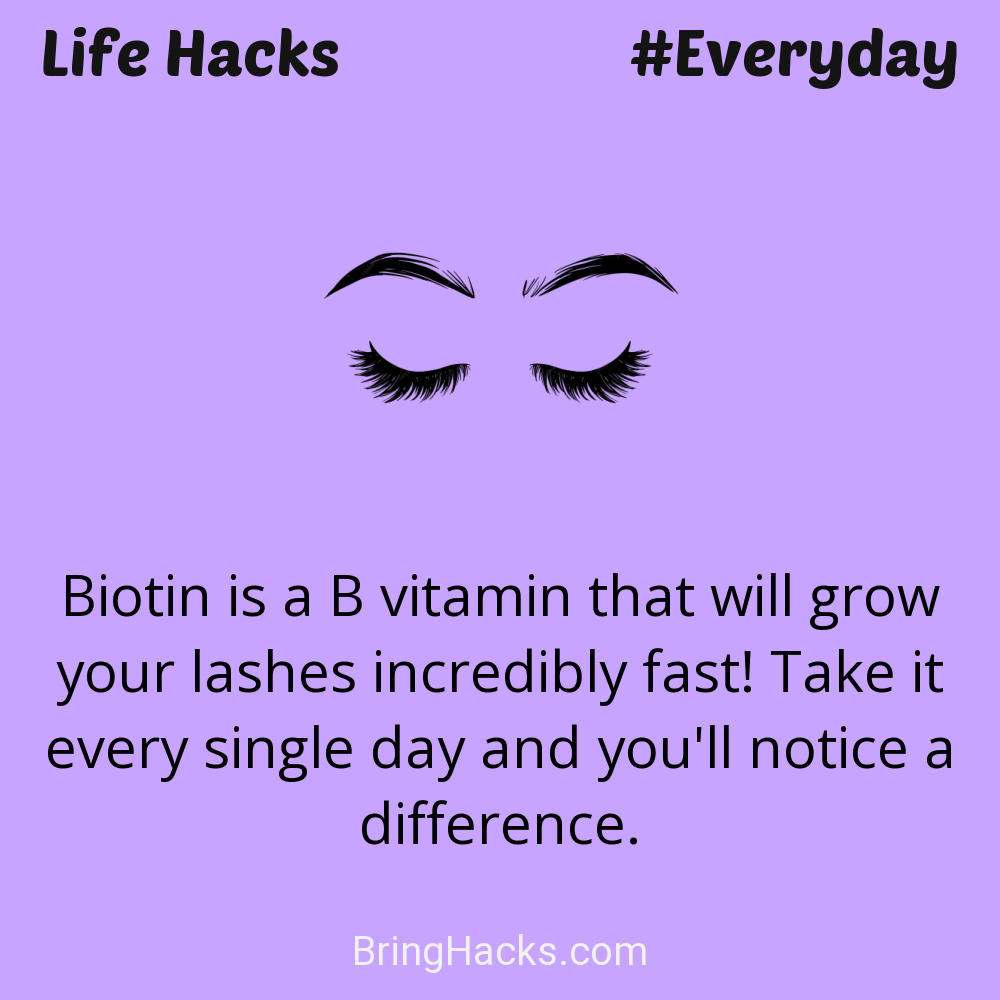 Life Hacks
#Everyday
Biotin is a B vitamin that will grow
your lashes incredibly fast! Take it
every single day and you'll notice a
difference.
BringHacks.com